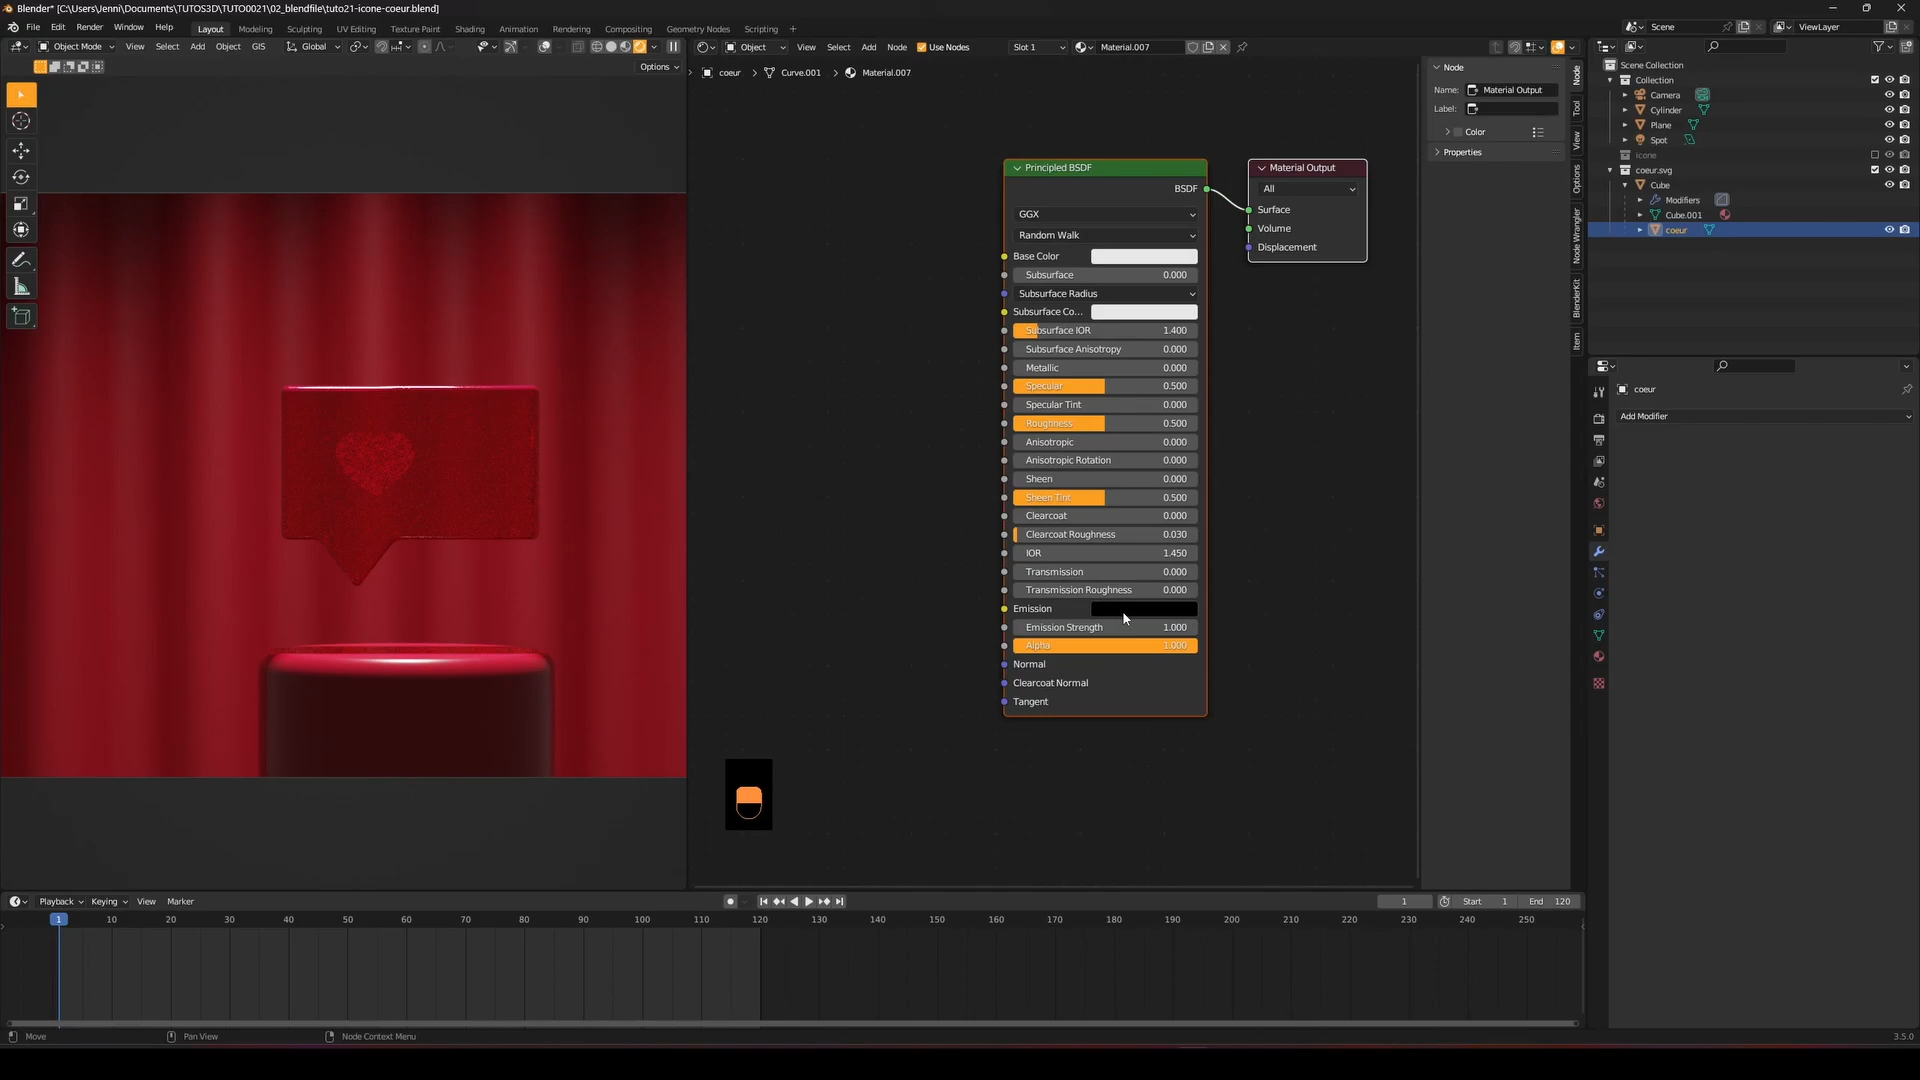 Blender* [C:\Users\Jenni\Documents\TUTOS3D\TUTO0021\02_blendfile\tuto21-icone-coeur.blend]
File Edit Render Window Help Layout Modeling Sculpting UV Editing Texture Paint Shading Animation Rendering Compositing Geometry Nodes Scripting + Scene ViewLayer
Object Mode View Select Add Object GIS Global Object View Select Add Node Use Nodes Slot 1 Material.007
Options
coeur > Curve.001 > Material.007
Node
Name: Material Output
Label:
Color
Properties
Node
Tool
View
Options
Node Wrangler
BlenderKit
Item
Principled BSDF
BSDF
GGX
Random Walk
Base Color
Subsurface 0.000
Subsurface Radius
Subsurface Co...
Subsurface IOR 1.400
Subsurface Anisotropy 0.000
Metallic 0.000
Specular 0.500
Specular Tint 0.000
Roughness 0.500
Anisotropic 0.000
Anisotropic Rotation 0.000
Sheen 0.000
Sheen Tint 0.500
Clearcoat 0.000
Clearcoat Roughness 0.030
IOR 1.450
Transmission 0.000
Transmission Roughness 0.000
Emission
Emission Strength 1.000
Alpha 1.000
Normal
Clearcoat Normal
Tangent
Material Output
All
Surface
Volume
Displacement
Scene Collection
Collection
Camera
Cylinder
Plane
Spot
icone
coeur.svg
Cube
Modifiers
Cube.001
coeur
coeur
Add Modifier
Playback Keying View Marker 1 Start 1 End 120
1 10 20 30 40 50 60 70 80 90 100 110 120 130 140 150 160 170 180 190 200 210 220 230 240 250
Move Pan View Node Context Menu 3.5.0